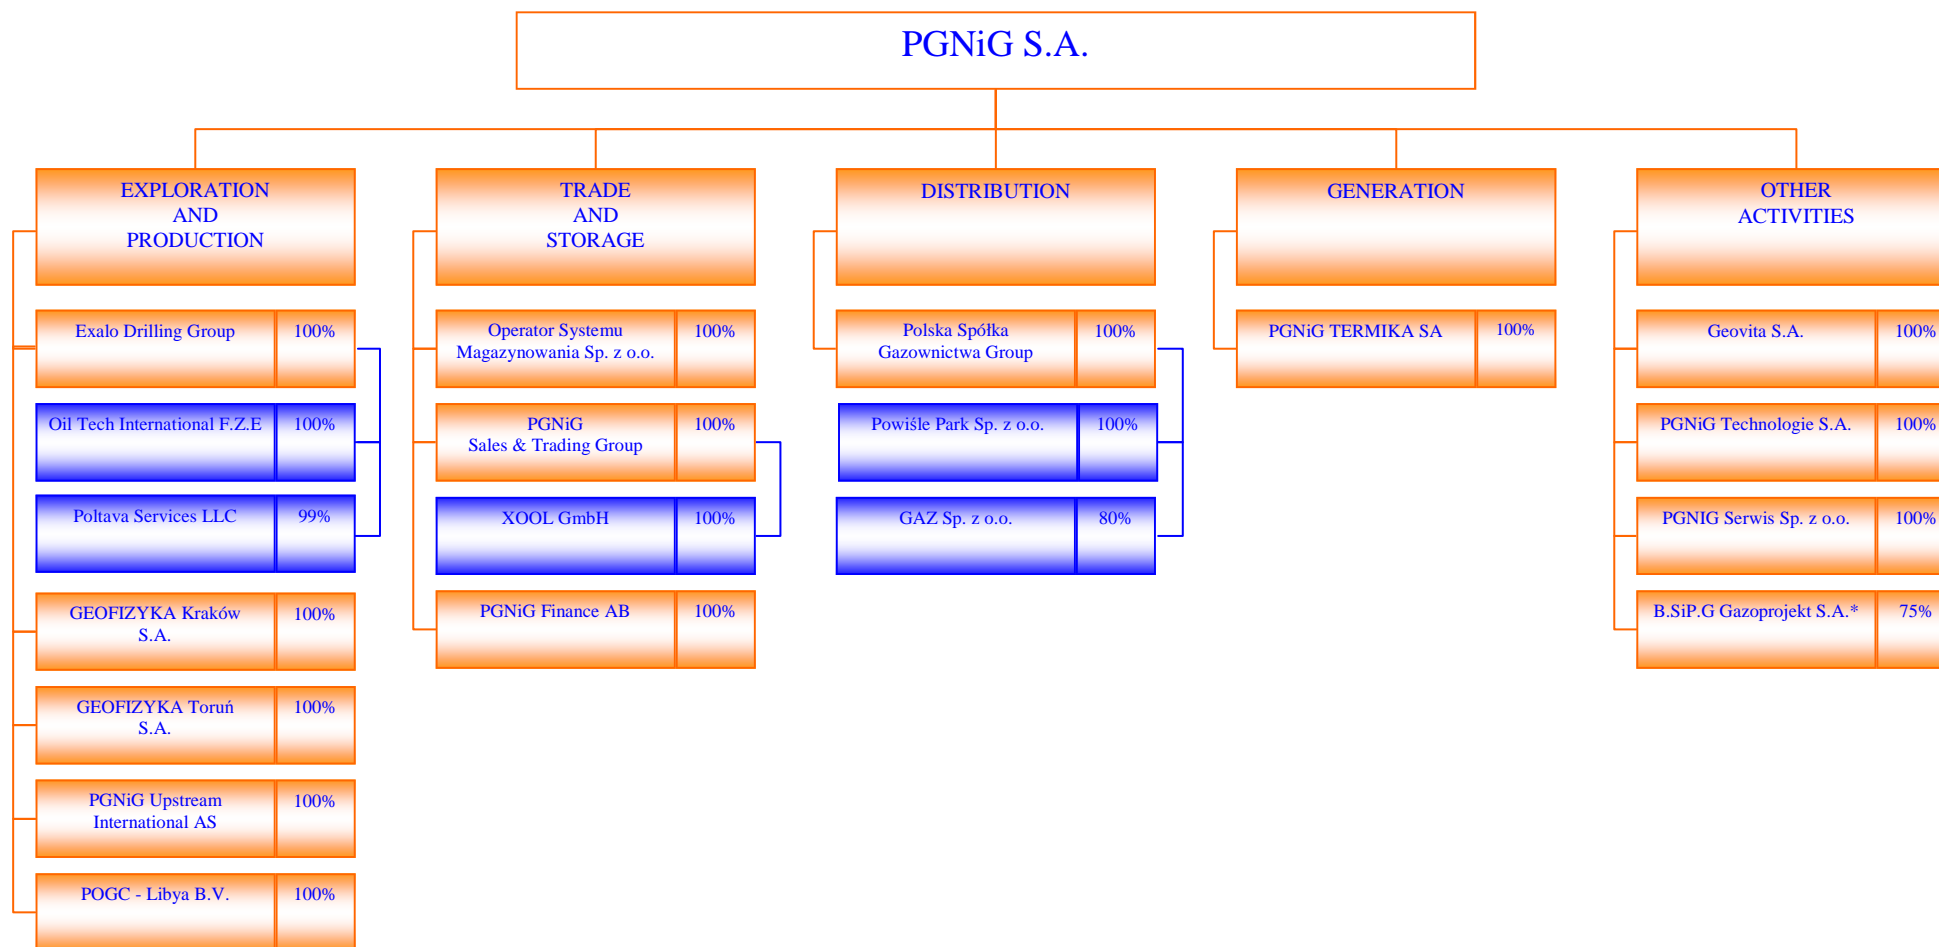 PGNiG S.A.
EXPLORATION
AND
PRODUCTION
Exalo Drilling Group
100%
Oil Tech International F.Z.E
100%
Poltava Services LLC
99%
GEOFIZYKA Kraków
S.A.
100%
GEOFIZYKA Toruń
S.A.
100%
PGNiG Upstream
International AS
100%
POGC - Libya B.V.
100%
TRADE
AND
STORAGE
Operator Systemu
Magazynowania Sp. z o.o.
100%
PGNiG
Sales & Trading Group
100%
XOOL GmbH
100%
PGNiG Finance AB
100%
DISTRIBUTION
Polska Spółka
Gazownictwa Group
100%
Powiśle Park Sp. z o.o.
100%
GAZ Sp. z o.o.
80%
GENERATION
PGNiG TERMIKA SA
100%
OTHER
ACTIVITIES
Geovita S.A.
100%
PGNiG Technologie S.A.
100%
PGNIG Serwis Sp. z o.o.
100%
B.SiP.G Gazoprojekt S.A.*
75%